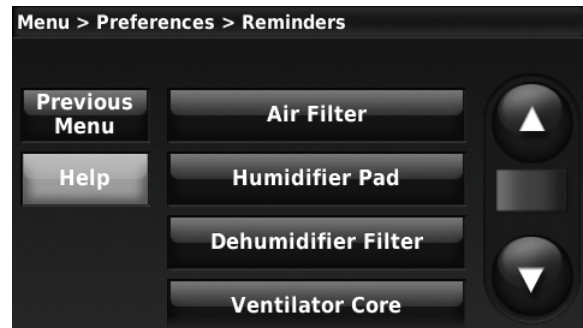 Menu > Preferences > Reminders
Previous
Menu
Air Filter
Help
Humidifier Pad
Dehumidifier Filter
Ventilator Core